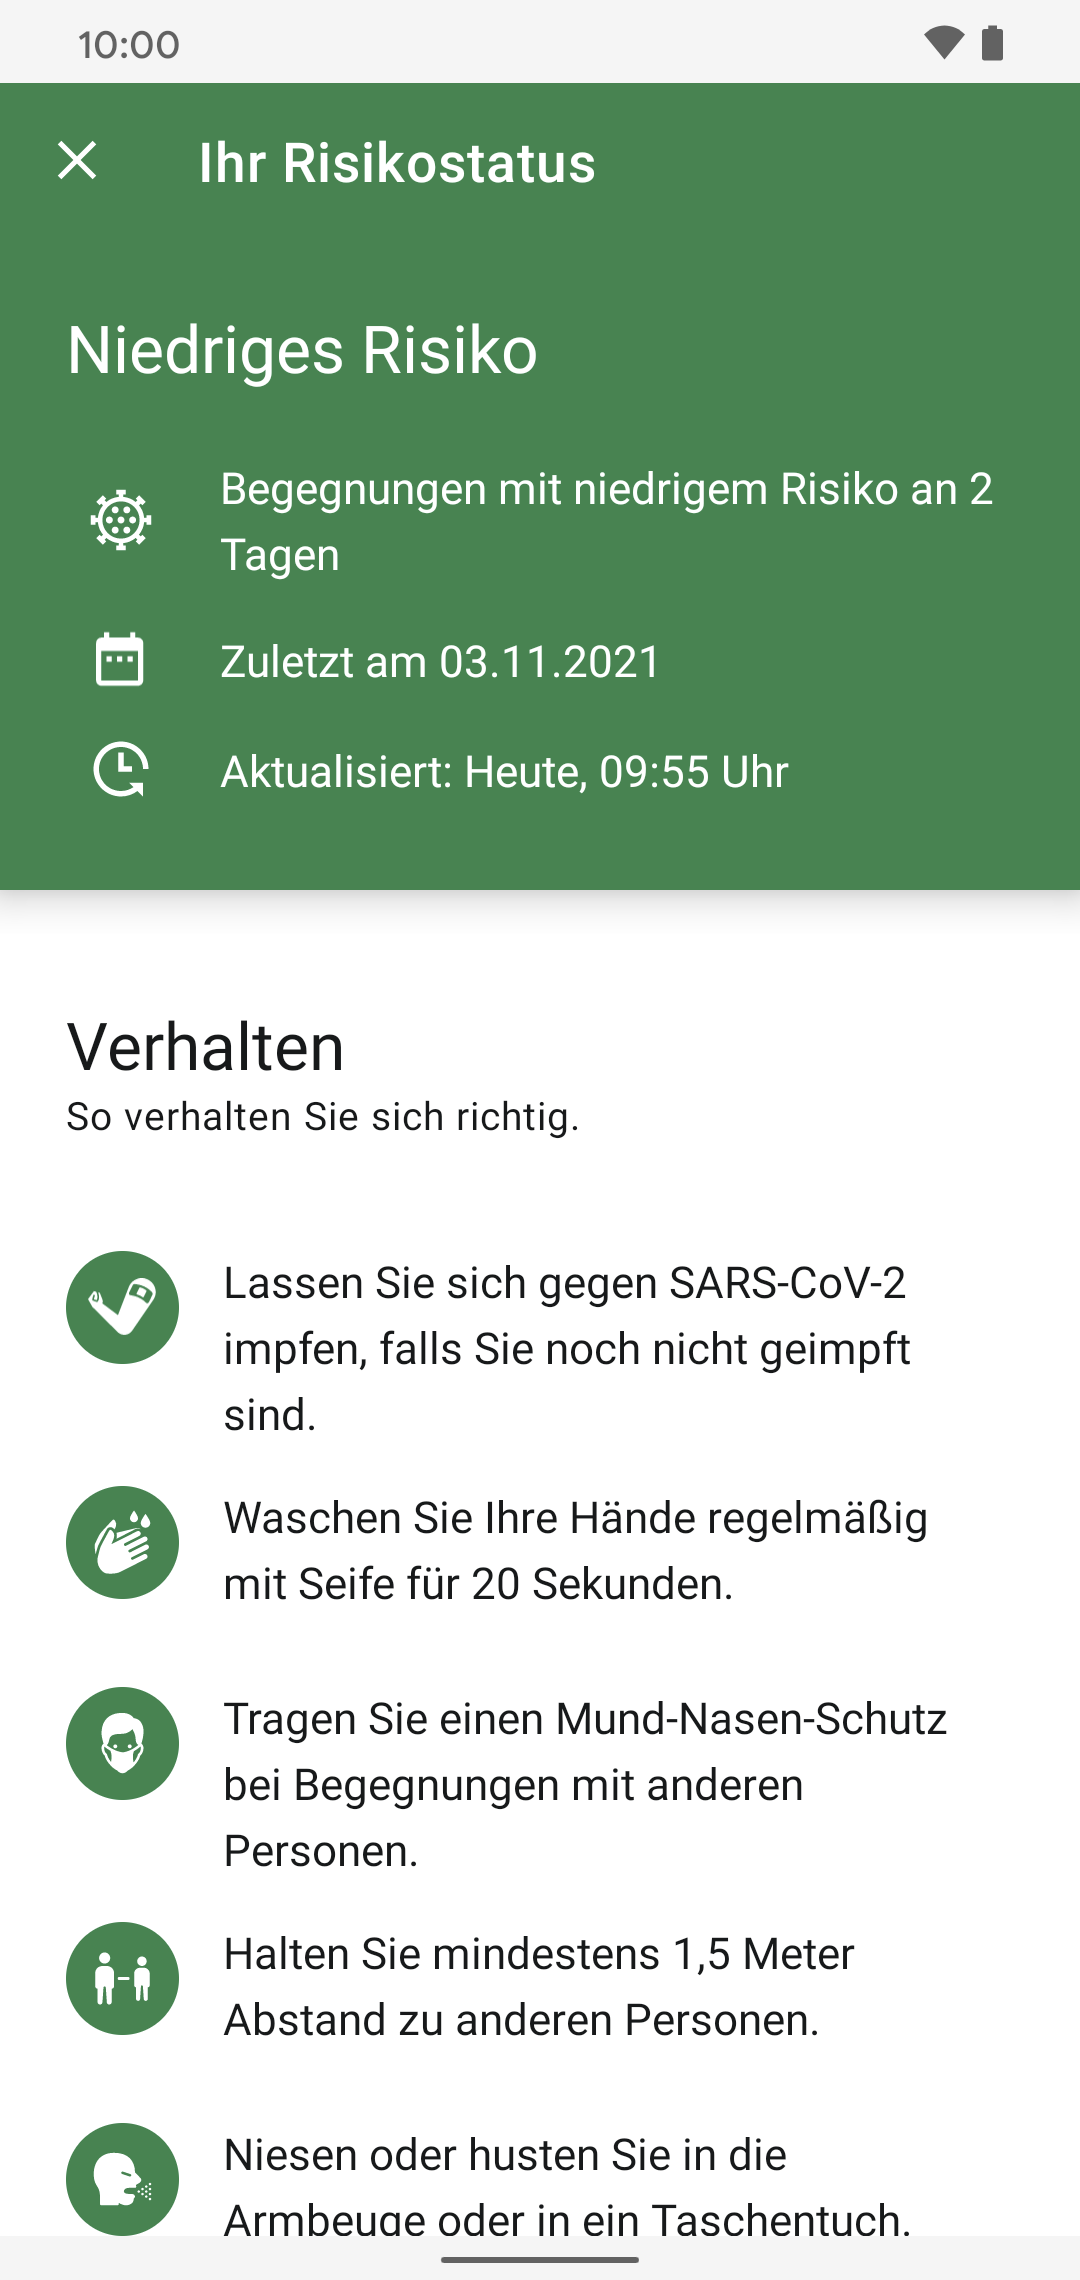 10:00
Ihr Risikostatus
Niedriges Risiko
Begegnungen mit niedrigem Risiko an 2
Tagen
Zuletzt am 03.11.2021
Aktualisiert: Heute, 09:55 Uhr
Verhalten
So verhalten Sie sich richtig.
Lassen Sie sich gegen SARS-CoV-2
impfen, falls Sie noch nicht geimpft
sind.
Waschen Sie Ihre Hände regelmäßig
mit Seife für 20 Sekunden.
Tragen Sie einen Mund-Nasen-Schutz
bei Begegnungen mit anderen
Personen.
Halten Sie mindestens 1,5 Meter
Abstand zu anderen Personen.
Niesen oder husten Sie in die
Armbeuge oder in ein Taschentuch.